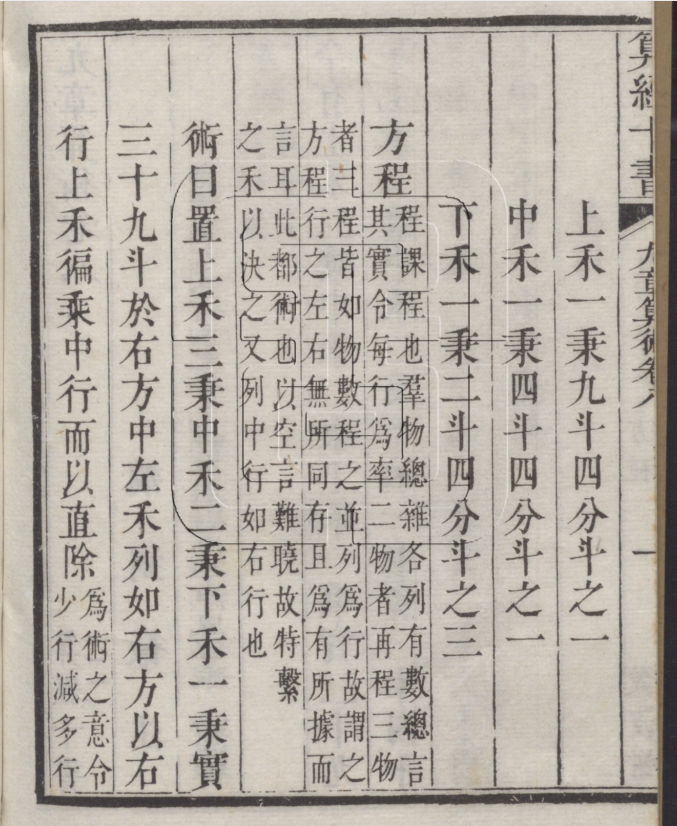 算經十書 九章算術卷八 一
上禾一秉九斗四分斗之一
中禾一秉四斗四分斗之一
下禾一秉二斗四分斗之三
方程程課程也羣物總雜各列有數總言
其實令每行爲率二物者再程三物
者三程皆如物數程之並列爲行故謂之
方程行之左右無所同存且爲有所據而
言耳此都術也以空言難曉故特繫
之禾以決之又列中行如右行也
術曰置上禾三秉中禾二秉下禾一秉實
三十九斗於右方中左禾列如右方以右
行上禾徧乘中行而以直除爲術之意令
少行減多行